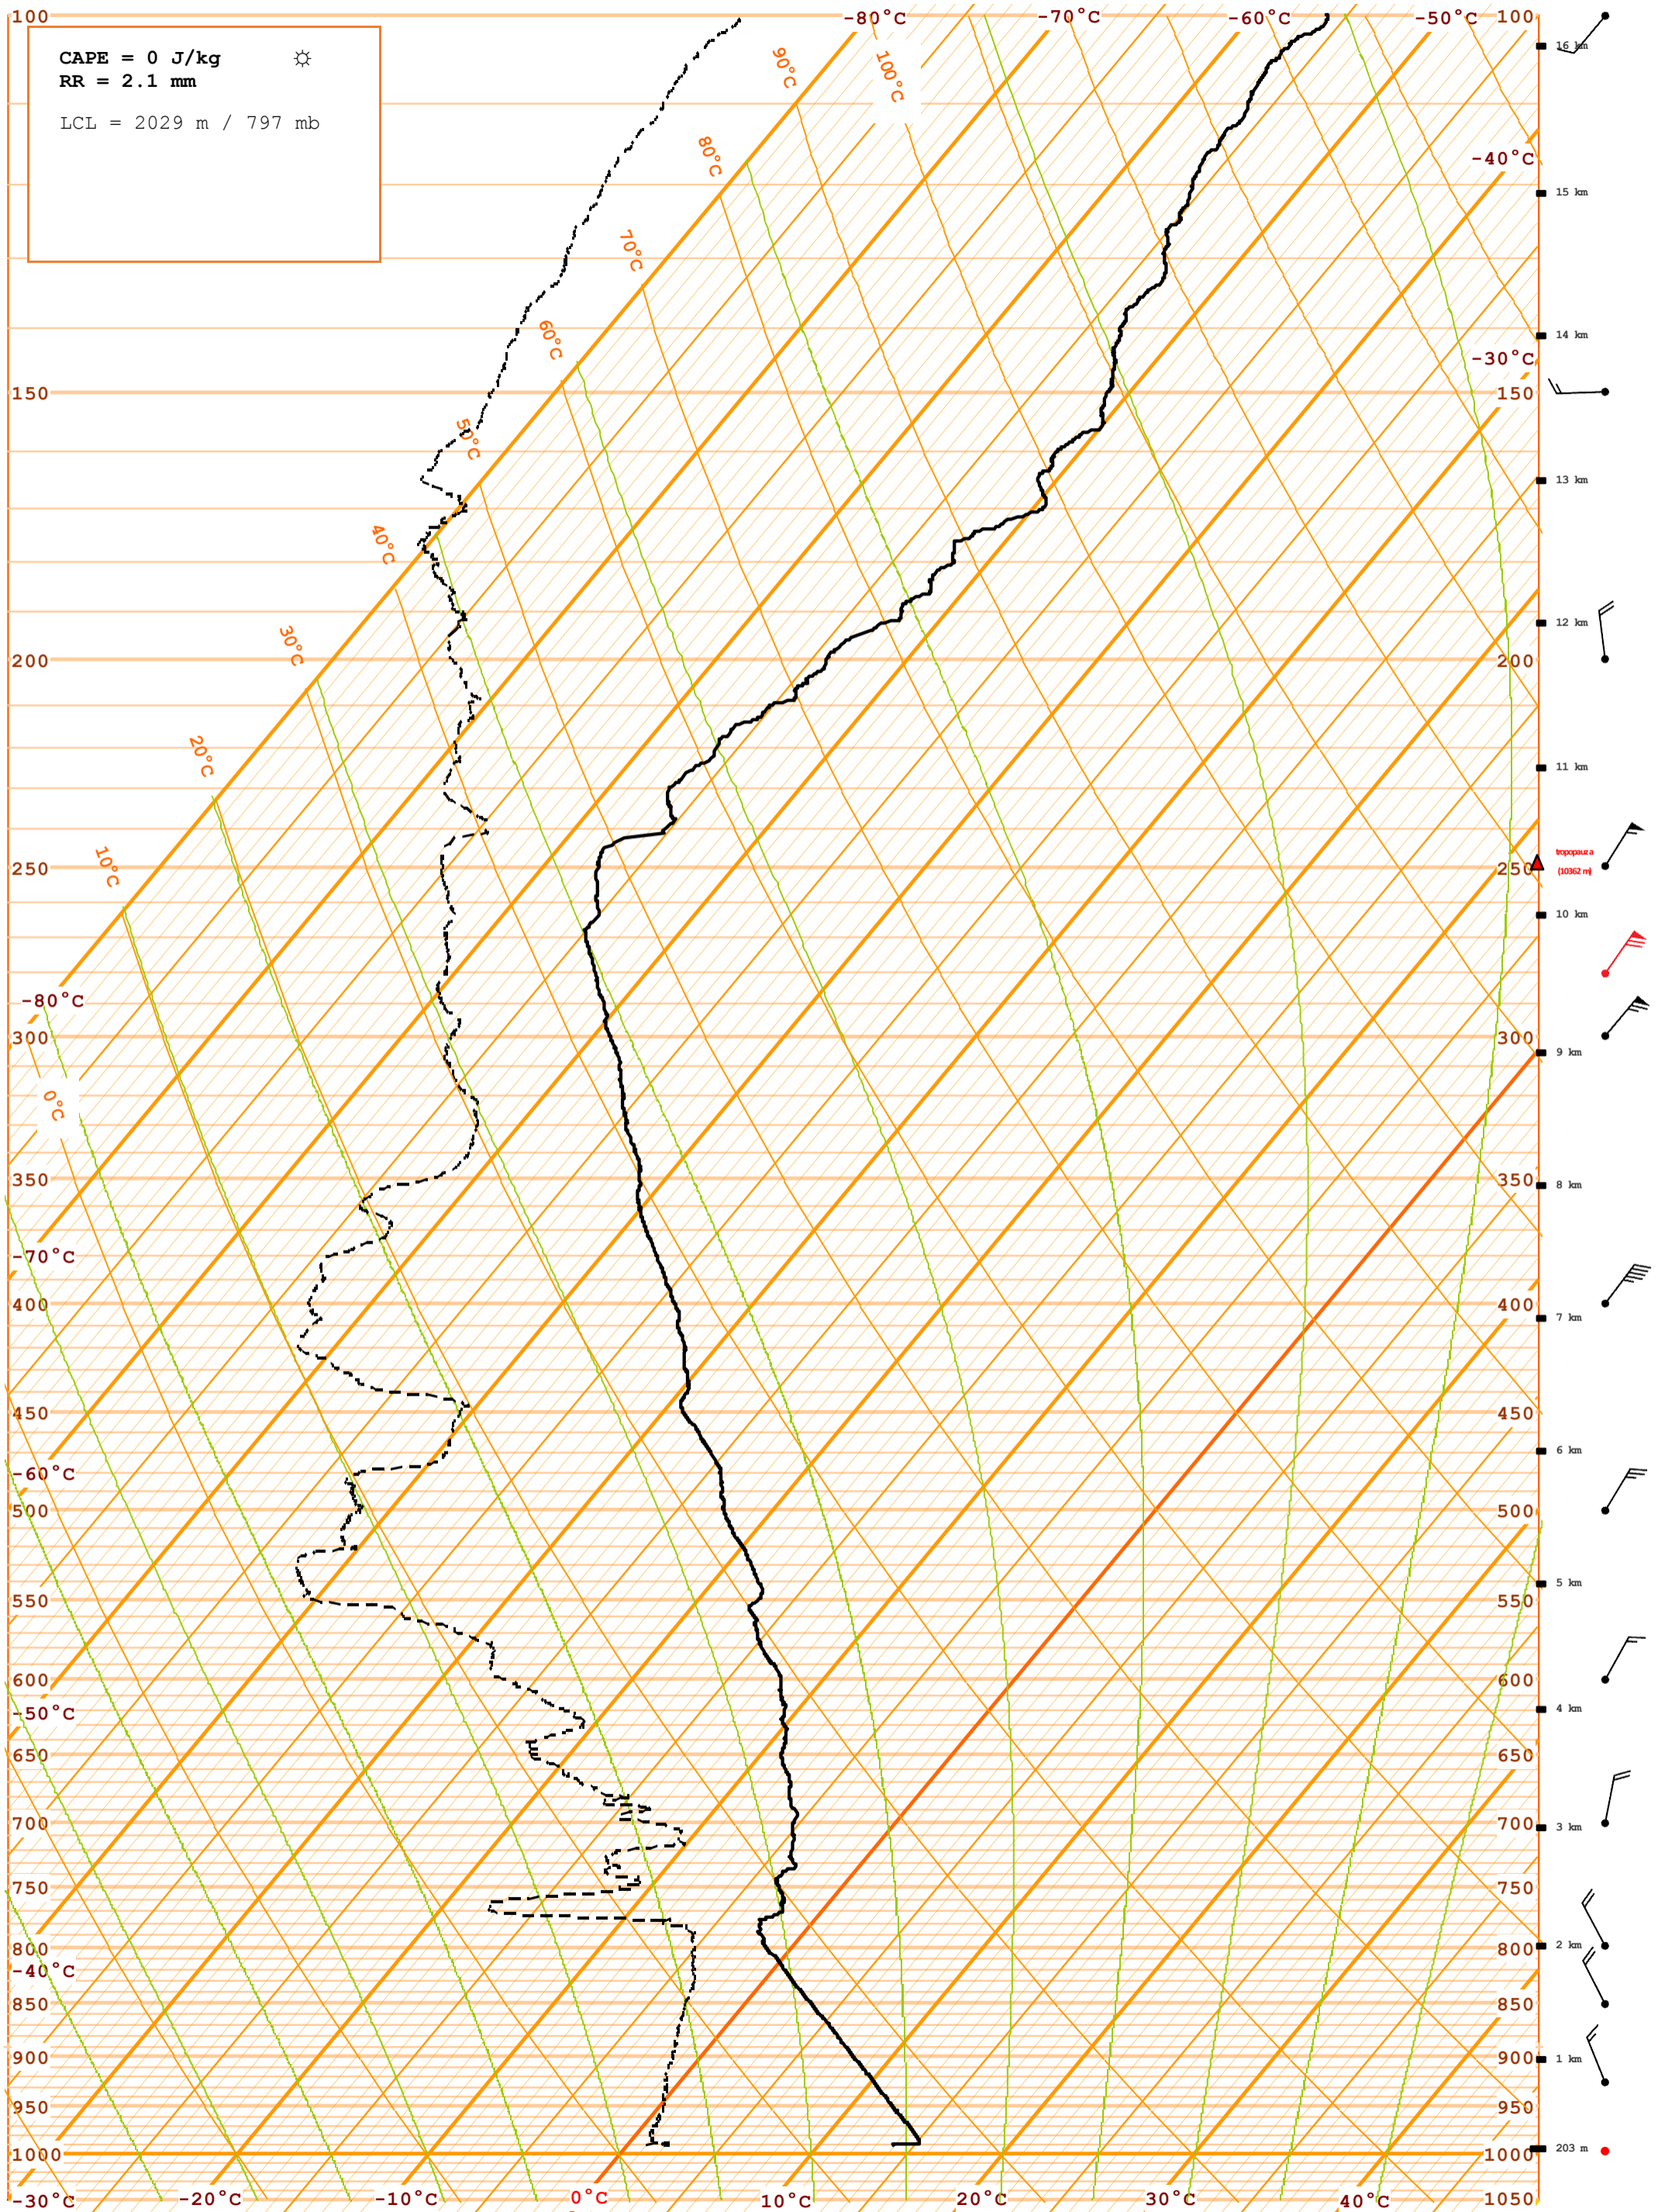 100 -80°C -70°C -60°C -50°C 100
16 km
CAPE = 0 J/kg ☼
RR = 2.1 mm
LCL = 2029 m / 797 mb
90°C 100°C
80°C -40°C
15 km
70°C
60°C 14 km
-30°C
150 150
50°C
13 km
40°C
12 km
30°C
200 200
20°C 11 km
tropopaura
250 10°C 250 (10362 m)
10 km
-80°C
300 300
9 km
0°C
350 350 8 km
-70°C
400 400
7 km
450 450
6 km
-60°C
500 500
5 km
550 550
600 600
4 km
-50°C
650 650
700 700 3 km
750 750
800 800 2 km
-40°C
850 850
900 900 1 km
950 950
1000 1000 203 m
-30°C -20°C -10°C 0°C 10°C 20°C 30°C 40°C 1050